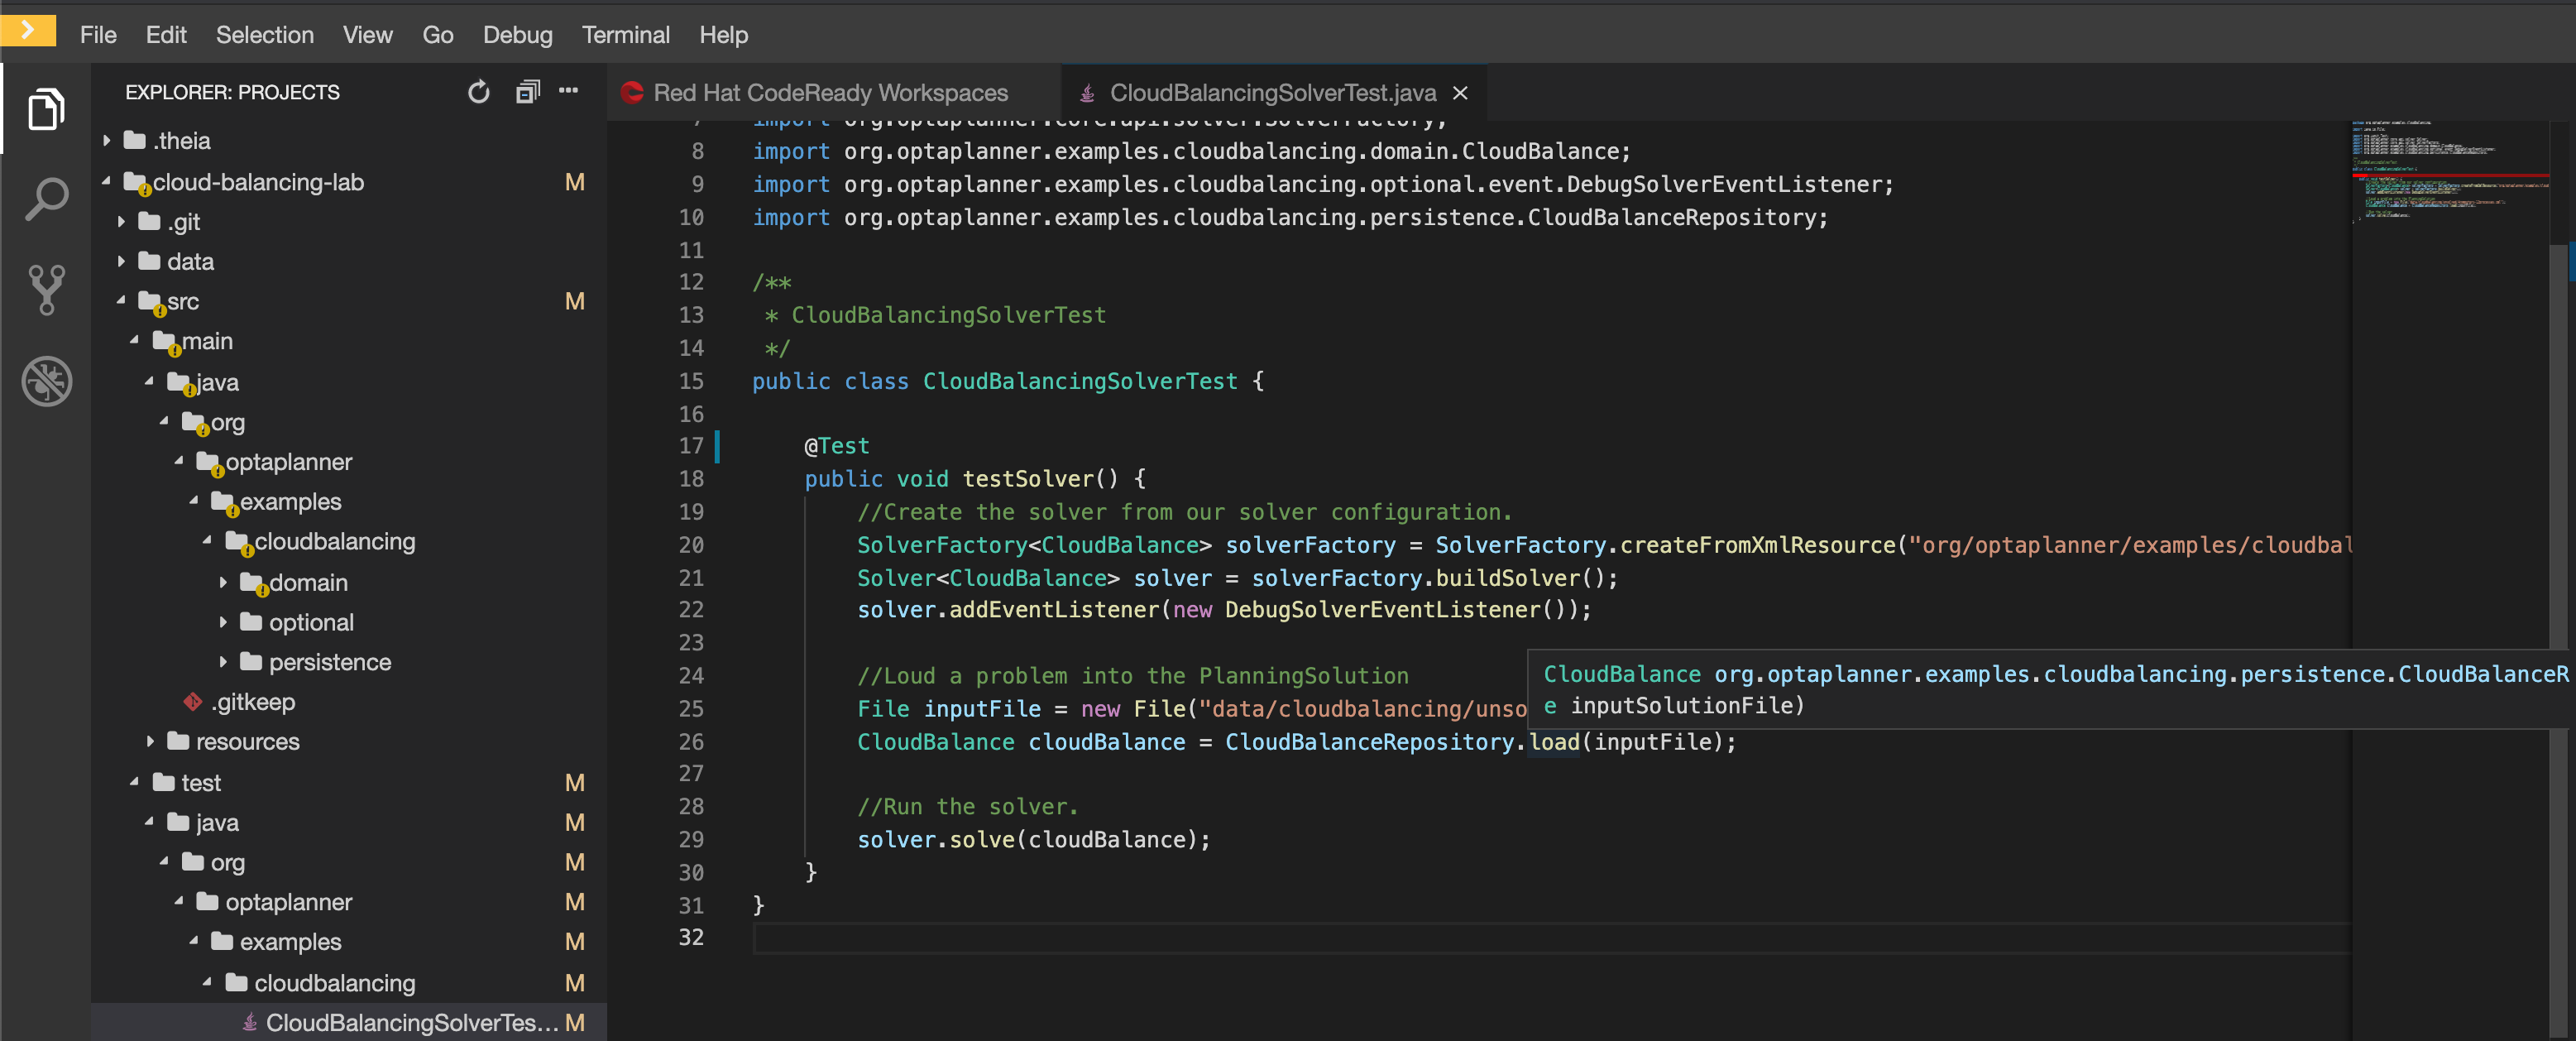 File Edit Selection View Go Debug Terminal Help
EXPLORER: PROJECTS
.theia
cloud-balancing-lab M
.git
data
src M
main
java
org
optaplanner
examples
cloudbalancing
domain
optional
persistence
.gitkeep
resources
test M
java M
org M
optaplanner M
examples M
cloudbalancing M
CloudBalancingSolverTes... M
Red Hat CodeReady Workspaces
CloudBalancingSolverTest.java
7 import org.optaplanner.core.api.solver.SolverFactory;
8 import org.optaplanner.examples.cloudbalancing.domain.CloudBalance;
9 import org.optaplanner.examples.cloudbalancing.optional.event.DebugSolverEventListener;
10 import org.optaplanner.examples.cloudbalancing.persistence.CloudBalanceRepository;
11
12 /**
13 * CloudBalancingSolverTest
14 */
15 public class CloudBalancingSolverTest {
16
17 @Test
18 public void testSolver() {
19 //Create the solver from our solver configuration.
20 SolverFactory<CloudBalance> solverFactory = SolverFactory.createFromXmlResource("org/optaplanner/examples/cloudbal
21 Solver<CloudBalance> solver = solverFactory.buildSolver();
22 solver.addEventListener(new DebugSolverEventListener());
23
24 //Loud a problem into the PlanningSolution
25 File inputFile = new File("data/cloudbalancing/unso
26 CloudBalance cloudBalance = CloudBalanceRepository.load(inputFile);
27
28 //Run the solver.
29 solver.solve(cloudBalance);
30 }
31 }
32
CloudBalance org.optaplanner.examples.cloudbalancing.persistence.CloudBalanceR
e inputSolutionFile)